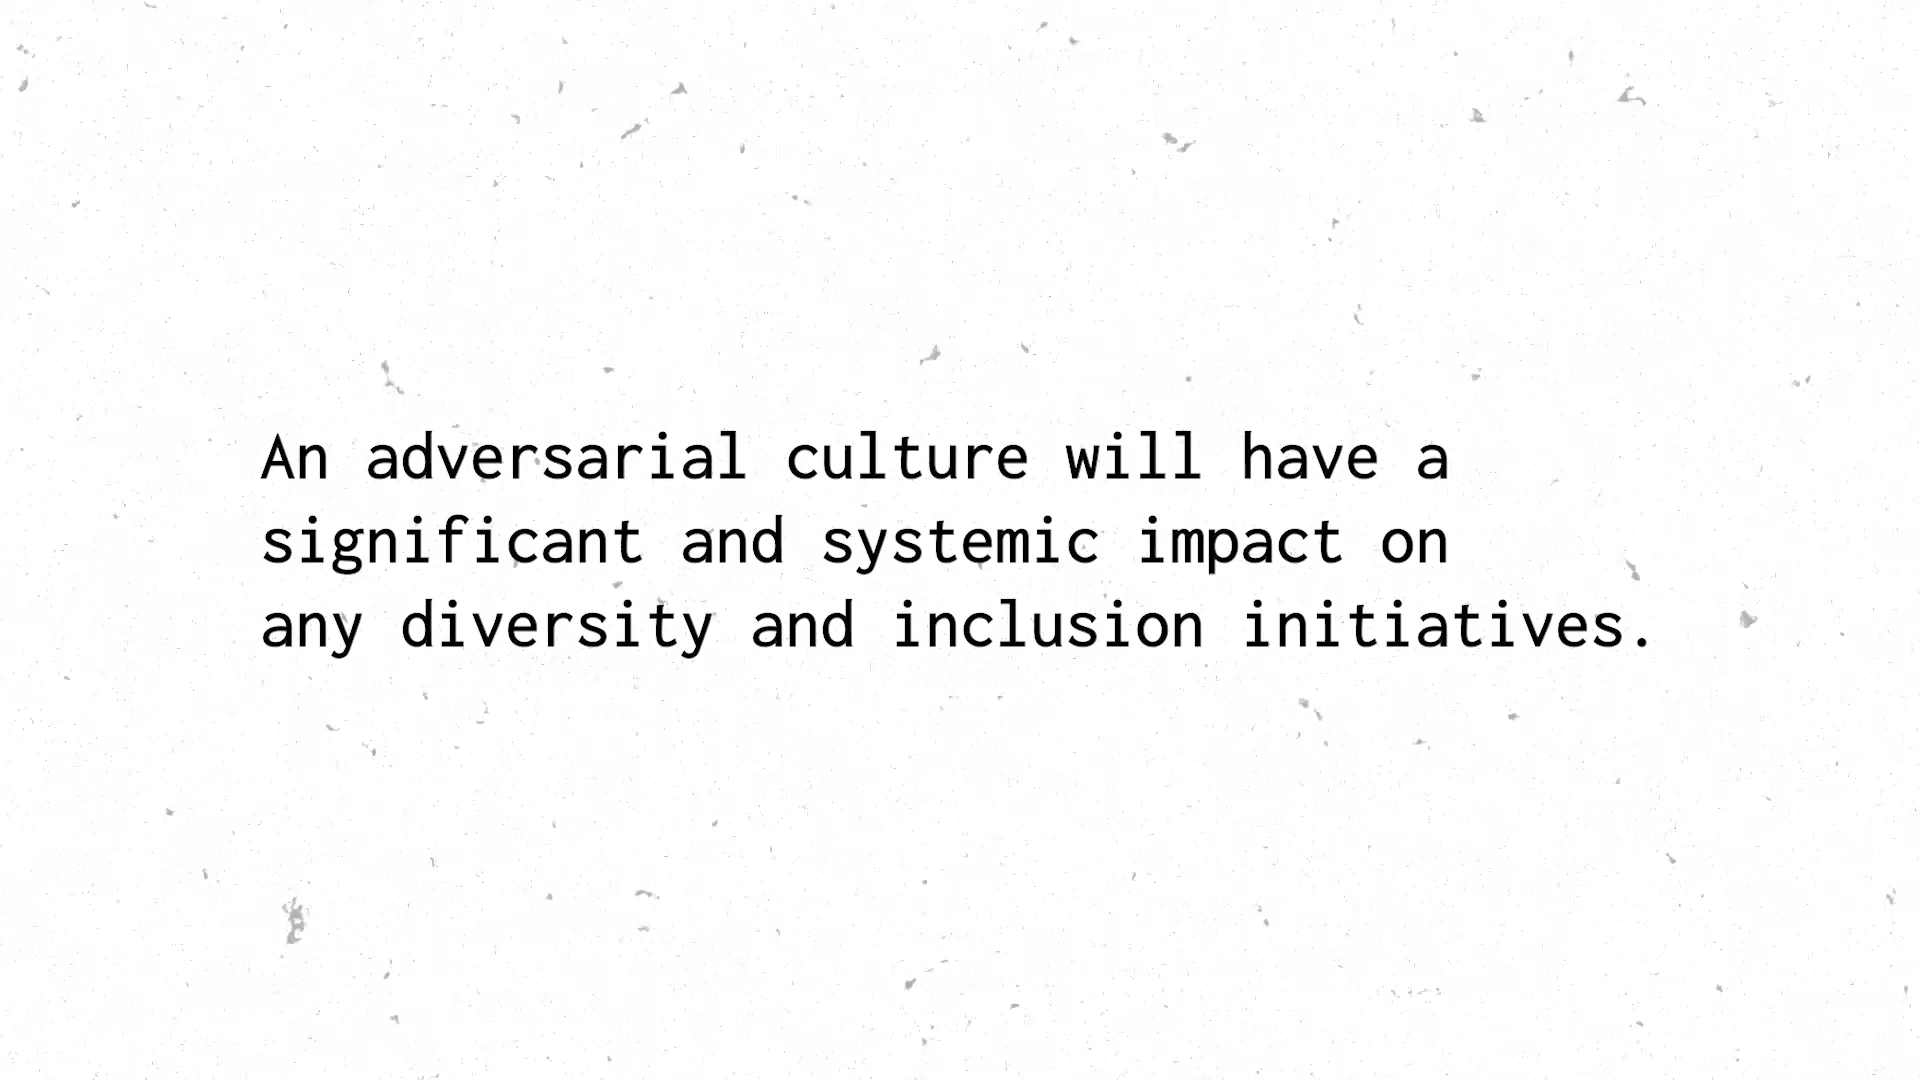 An adversarial culture will have a
significant and systemic impact on
any diversity and inclusion initiatives.